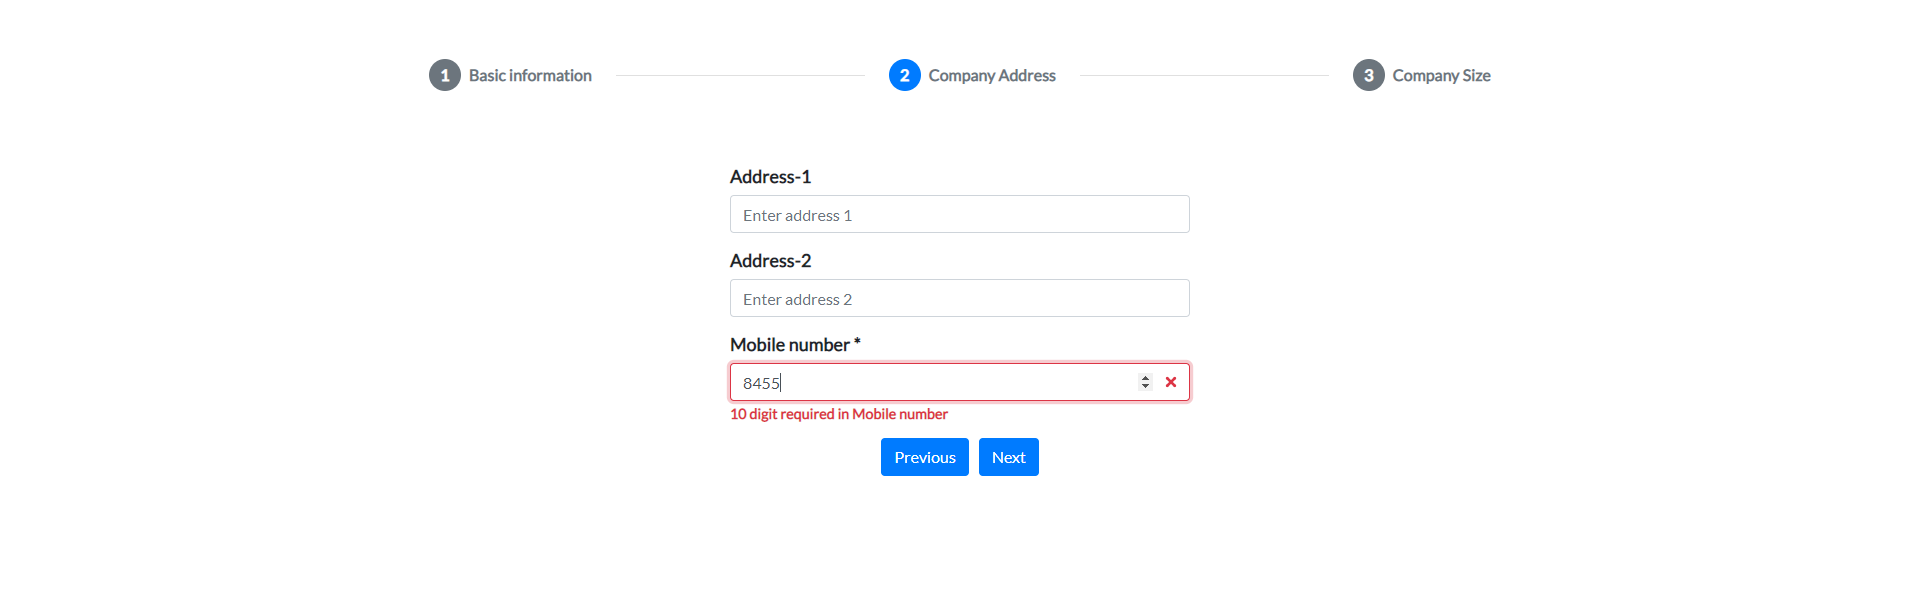 1 Basic information 2 Company Address 3 Company Size
Address-1
Enter address 1
Address-2
Enter address 2
Mobile number *
8455
10 digit required in Mobile number
Previous Next